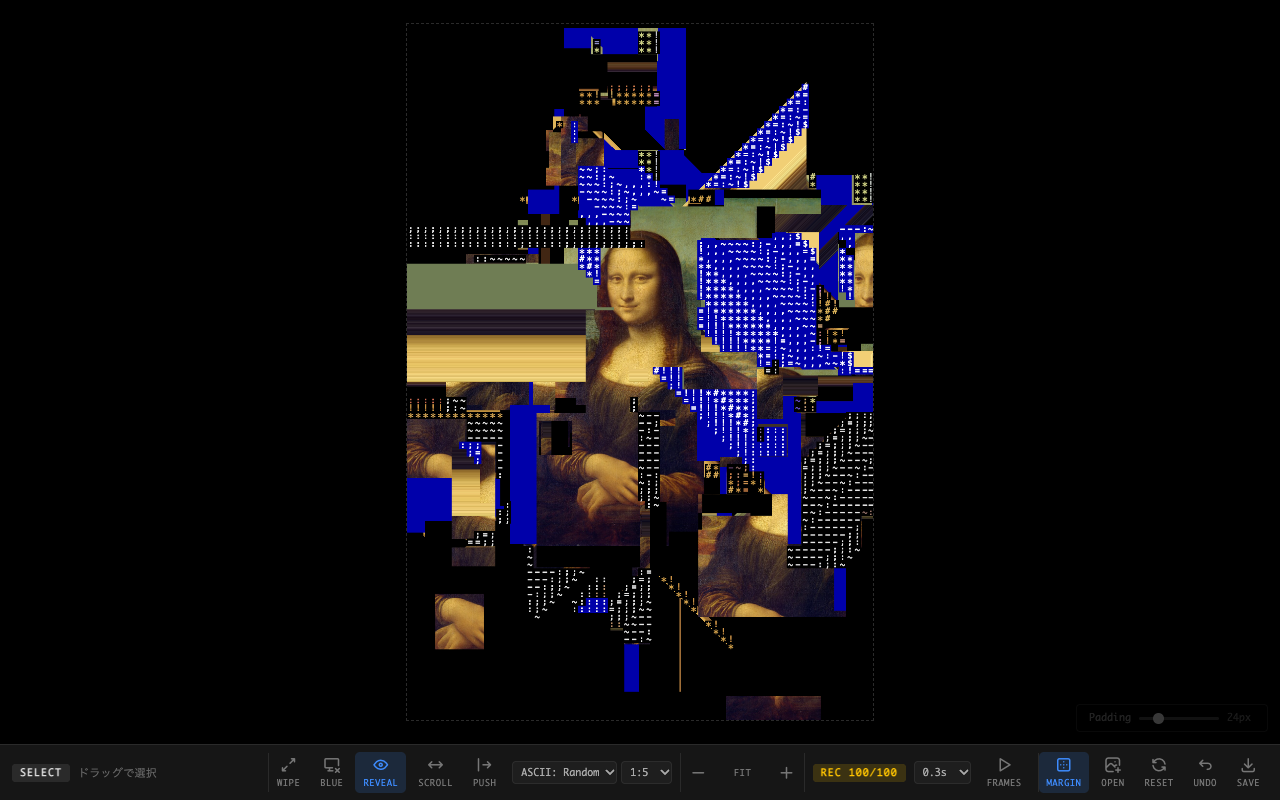 Padding 24px
SELECT ドラッグで選択 WIPE BLUE REVEAL SCROLL PUSH ASCII: Random 1:5 FIT REC 100/100 0.3s FRAMES MARGIN OPEN RESET UNDO SAVE